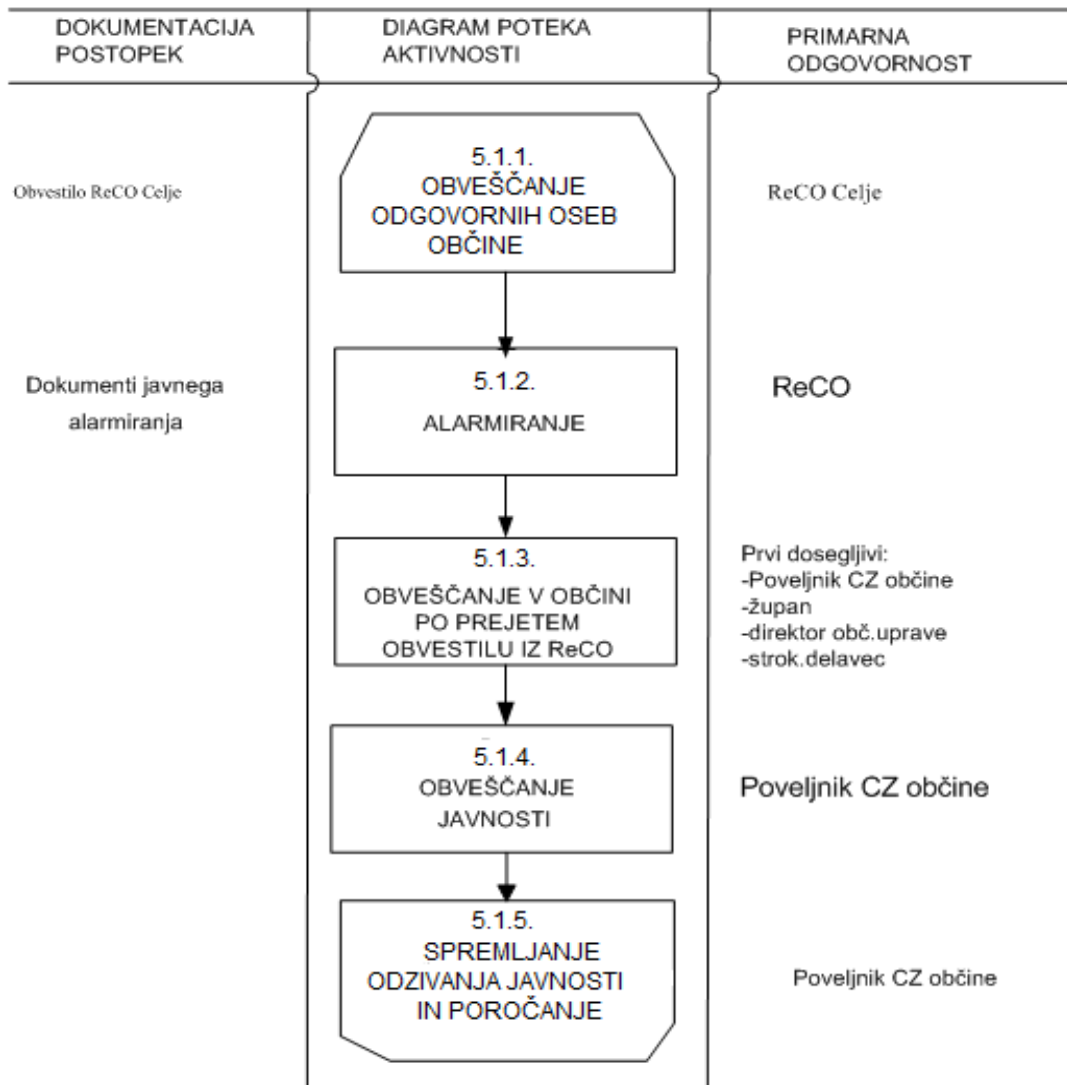 DOKUMENTACIJA
POSTOPEK
DIAGRAM POTEKA
AKTIVNOSTI
PRIMARNA
ODGOVORNOST
Obvestilo ReCO Celje
5.1.1.
OBVEŠČANJE
ODGOVORNIH OSEB
OBČINE
ReCO Celje
Dokumenti javnega
alarmiranja
5.1.2.
ALARMIRANJE
ReCO
5.1.3.
OBVEŠČANJE V OBČINI
PO PREJETEM
OBVESTILU IZ ReCO
Prvi dosegljivi:
-Poveljnik CZ občine
-župan
-direktor obč.uprave
-strok.delavec
5.1.4.
OBVEŠČANJE
JAVNOSTI
Poveljnik CZ občine
5.1.5.
SPREMLJANJE
ODZIVANJA JAVNOSTI
IN POROČANJE
Poveljnik CZ občine